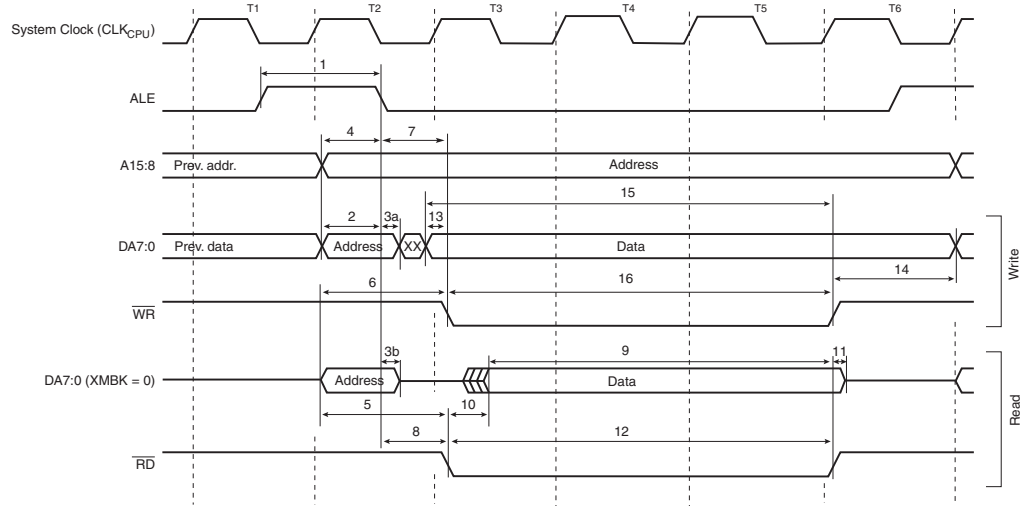 T1 T2 T3 T4 T5 T6
System Clock (CLKCPU)
1
ALE
4 7
A15:8 Prev. addr. Address
15
2 3a 13
DA7:0 Prev. data Address XX Data
14
6 16
WR
Write
3b 9 11
DA7:0 (XMBK = 0) Address Data
5 10
Read
8 12
RD